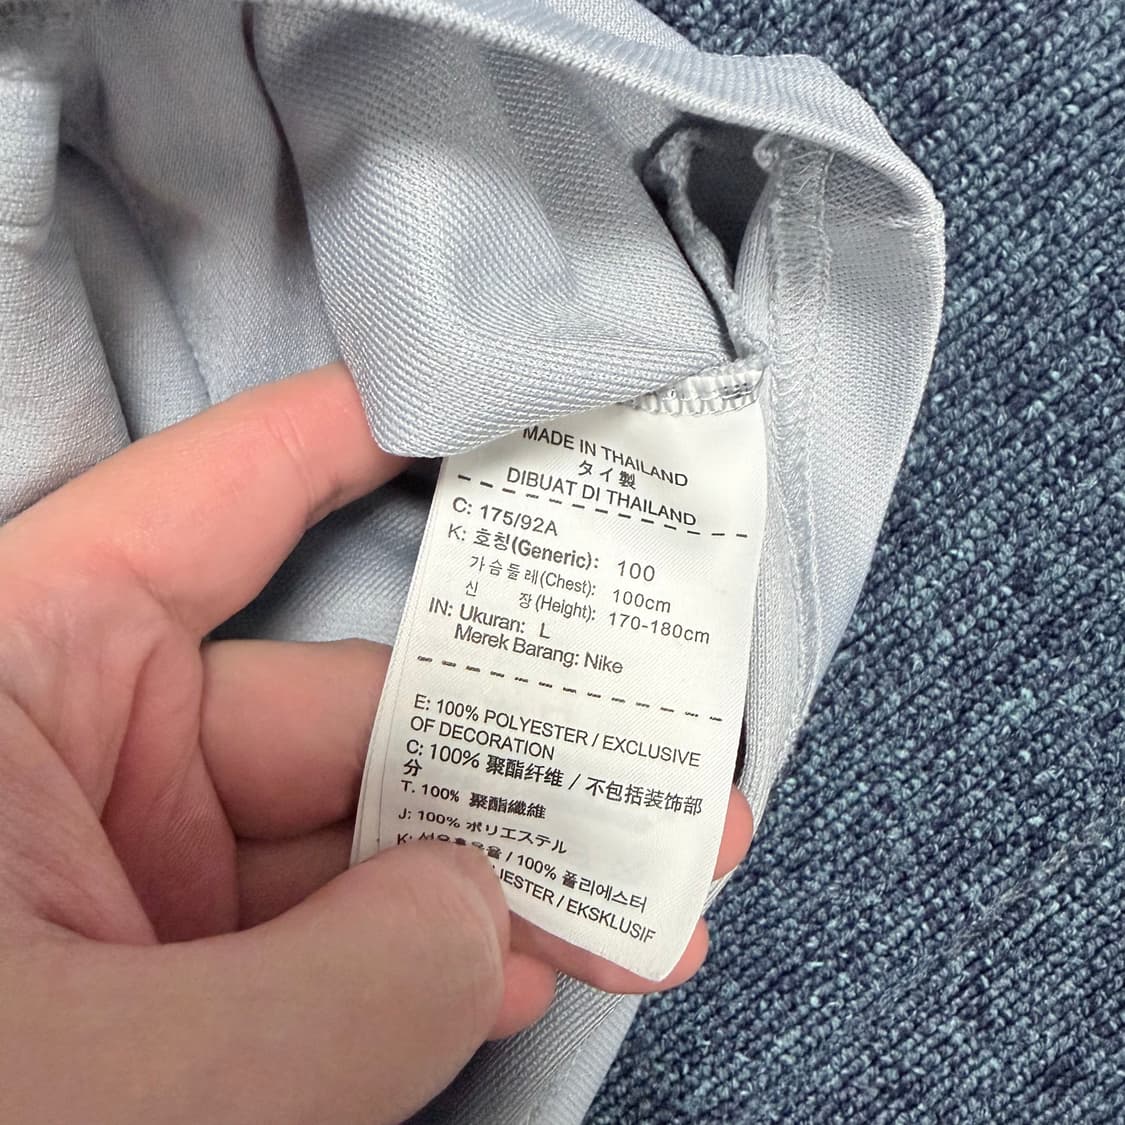 MADE IN THAILAND
タイ製
DIBUAT DI THAILAND
C: 175/92A
K: 호칭(Generic): 100
가슴둘레(Chest): 100cm
신 장(Height): 170-180cm
IN: Ukuran: L
Merek Barang: Nike
E: 100% POLYESTER / EXCLUSIVE
OF DECORATION
C: 100% 聚酯纤维 / 不包括装饰部
分
T. 100% 聚酯纖維
J: 100% ポリエステル
K: / 100% 폴리에스터
/ EKSKLUSIF